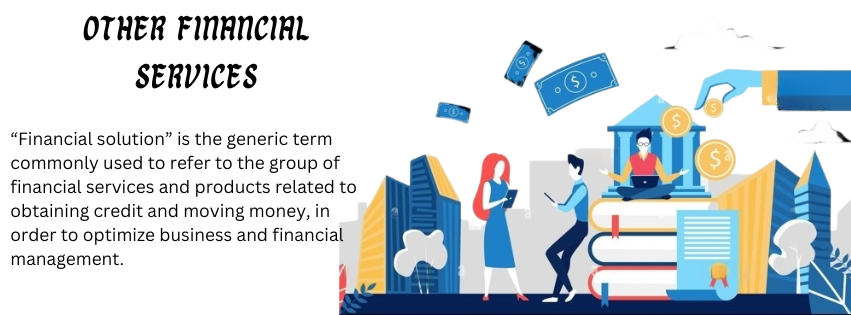 OTHER FINANCIAL
SERVICES
“Financial solution” is the generic term
commonly used to refer to the group of
financial services and products related to
obtaining credit and moving money, in
order to optimize business and financial
management.